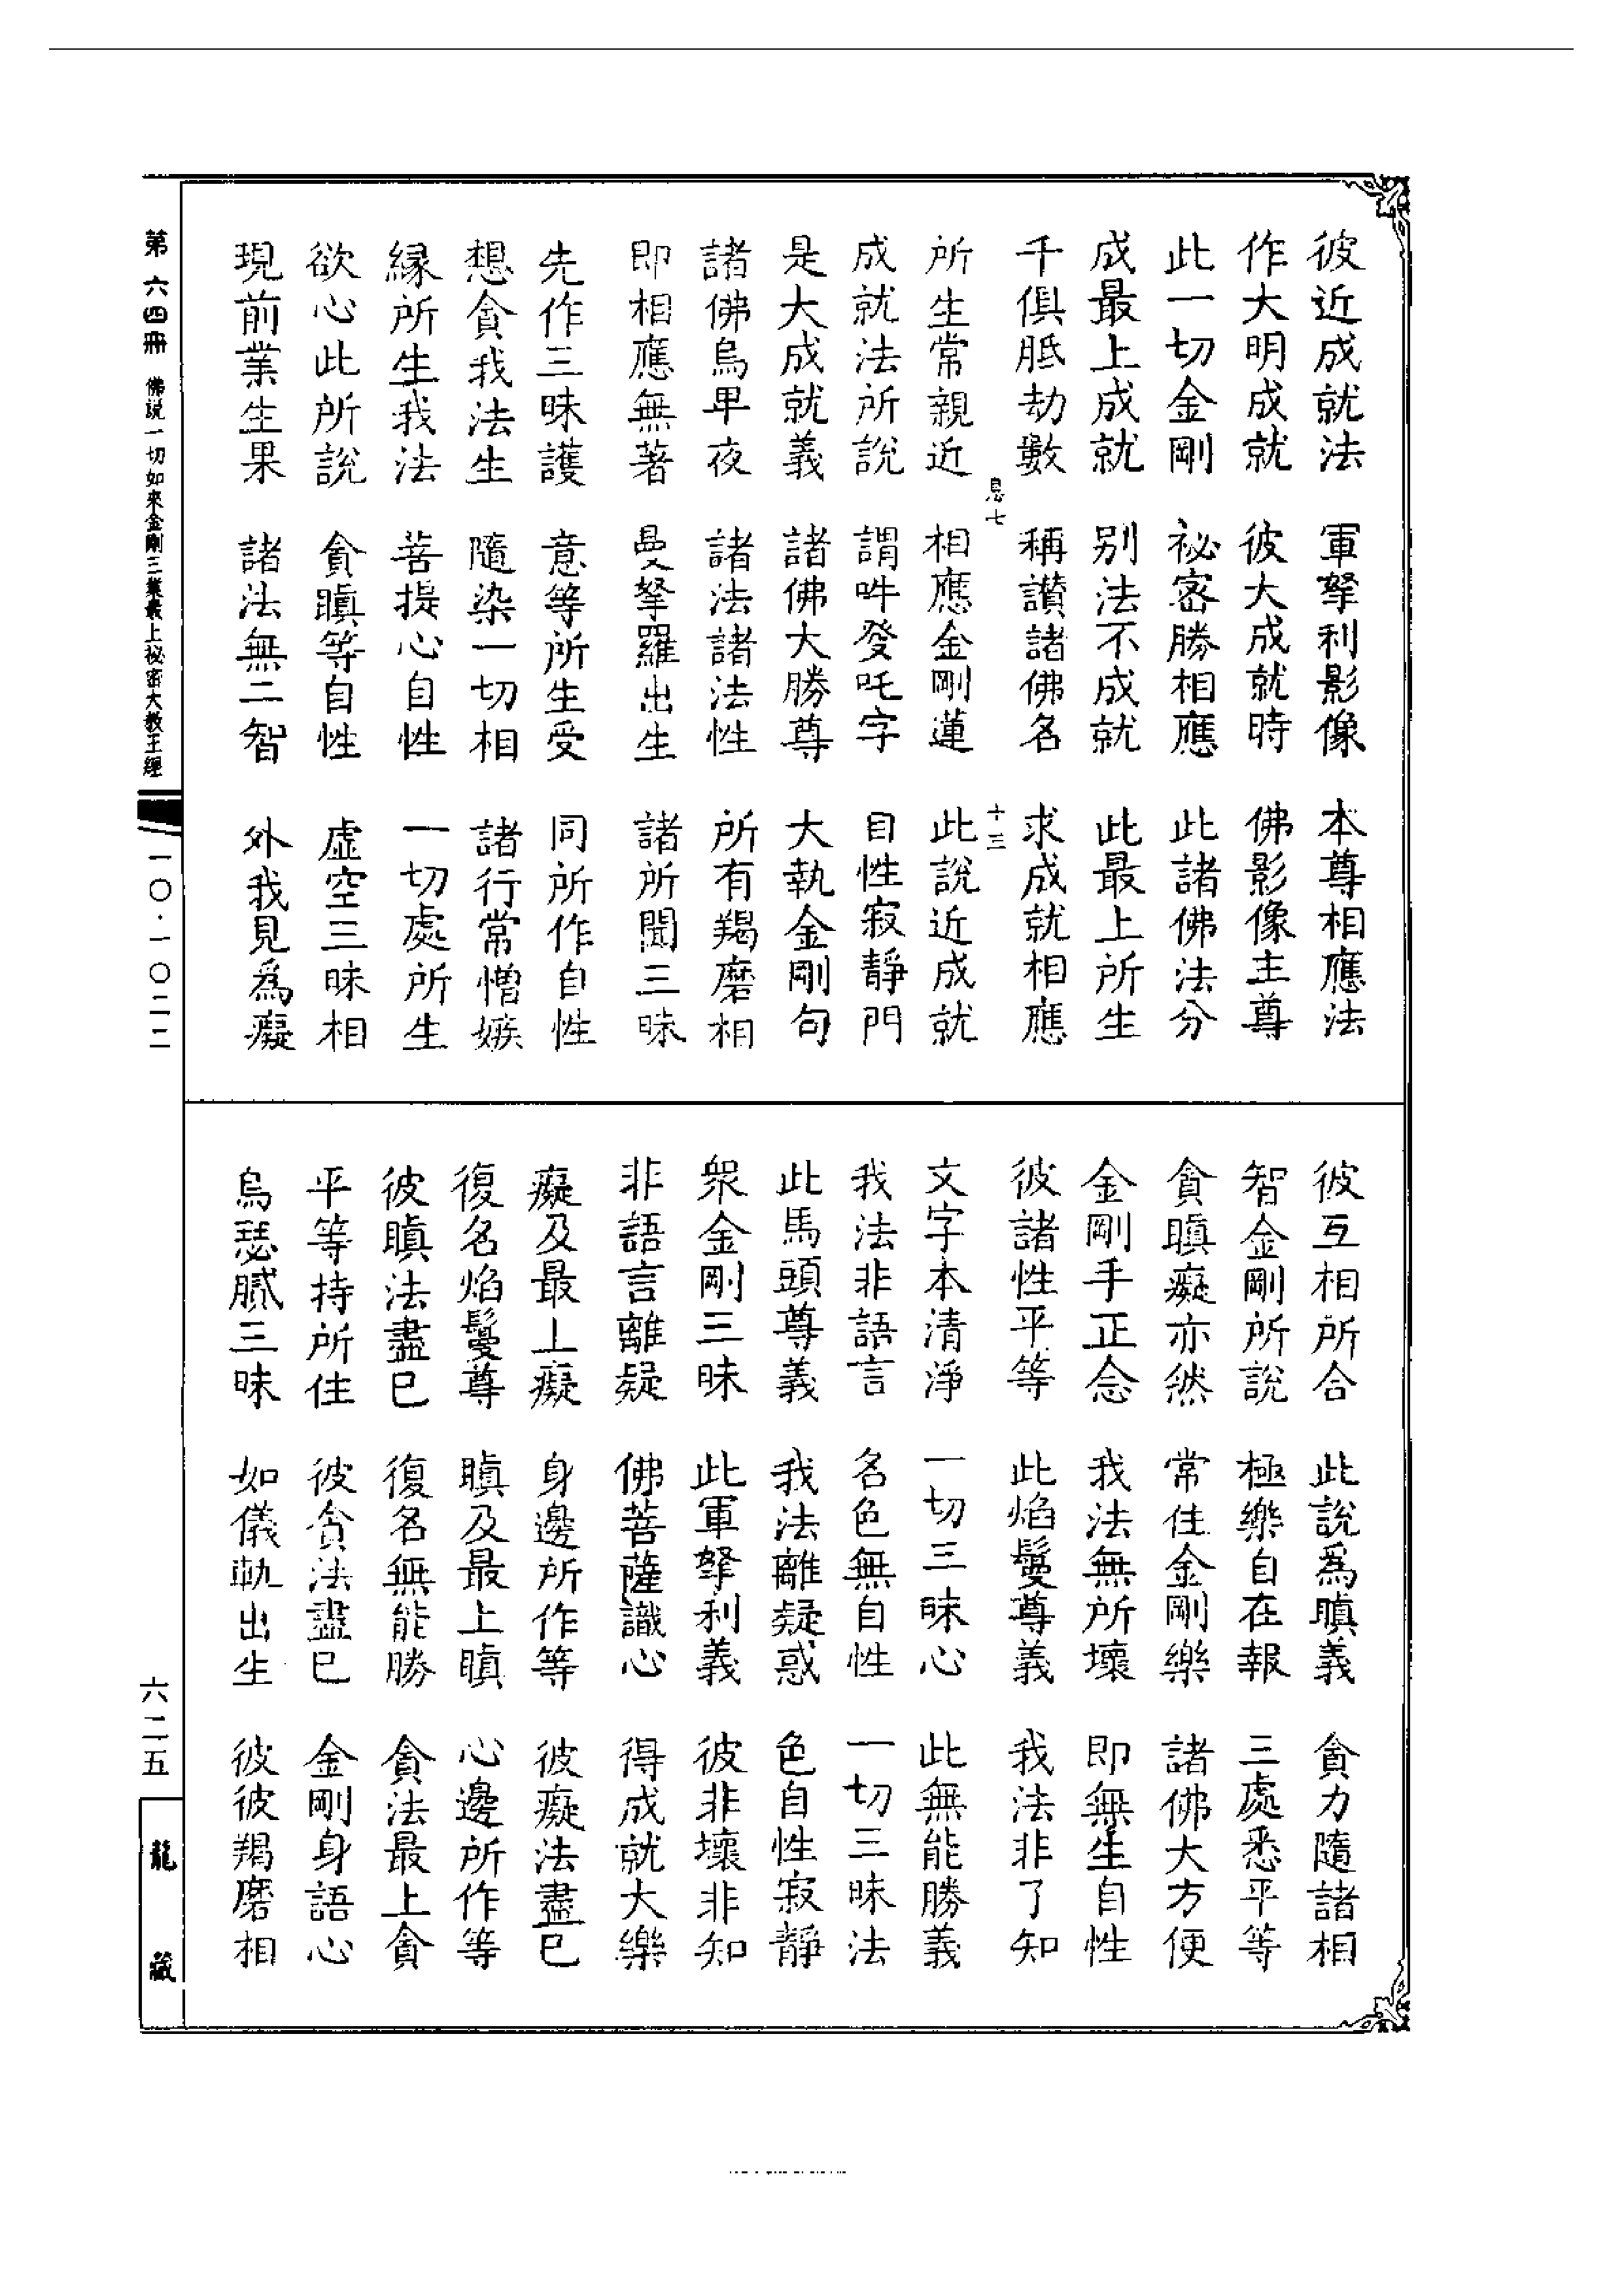 彼近成就法　軍拏利影像　本尊相應法
作大明成就　彼大成就時　佛影像主尊
此一切金剛　祕密勝相應　此諸佛法分
成最上成就　別法不成就　此最上所生
千俱胝劫數　稱讚諸佛名　求成就相應
息七　十三
所生常親近　相應金剛蓮　此說近成就
成就法所說　謂吽癹吒字　自性寂靜門
是大成就義　諸佛大勝尊　大執金剛句
諸佛烏早夜　諸法諸法性　所有羯磨相
即相應無著　曼拏羅出生　諸所聞三昧
先作三昧護　意等所生受　同所作自性
想貪我法生　隨染一切相　諸行常憎嫉
緣所生我法　菩提心自性　一切處所生
欲心此所說　貪瞋等自性　虛空三昧相
現前業生果　諸法無二智　外我見為癡
彼互相所合　此說為瞋義　貪力隨諸相
智金剛所說　極樂自在報　三處悉平等
貪瞋癡亦然　常住金剛樂　諸佛大方便
金剛手正念　我法無所壞　即無生自性
彼諸性平等　此焰鬘尊義　我法非了知
文字本清淨　一切三昧心　此無能勝義
我法非語言　名色無自性　一切三昧法
此馬頭尊義　我法離疑惑　色自性寂靜
眾金剛三昧　此軍拏利義　彼非壞非知
非語言離疑　佛菩薩識心　得成就大樂
癡及最上癡　身邊所作等　彼癡法盡已
復名焰鬘尊　瞋及最上瞋　心邊所作等
彼瞋法盡已　復名無能勝　貪法最上貪
平等持所住　彼貪法盡已　金剛身語心
烏瑟膩三昧　如儀軌出生　彼彼羯磨相
第六四冊　佛說一切如來金剛三業最上祕密大教王經　一〇·一〇二二
六二五
龍藏